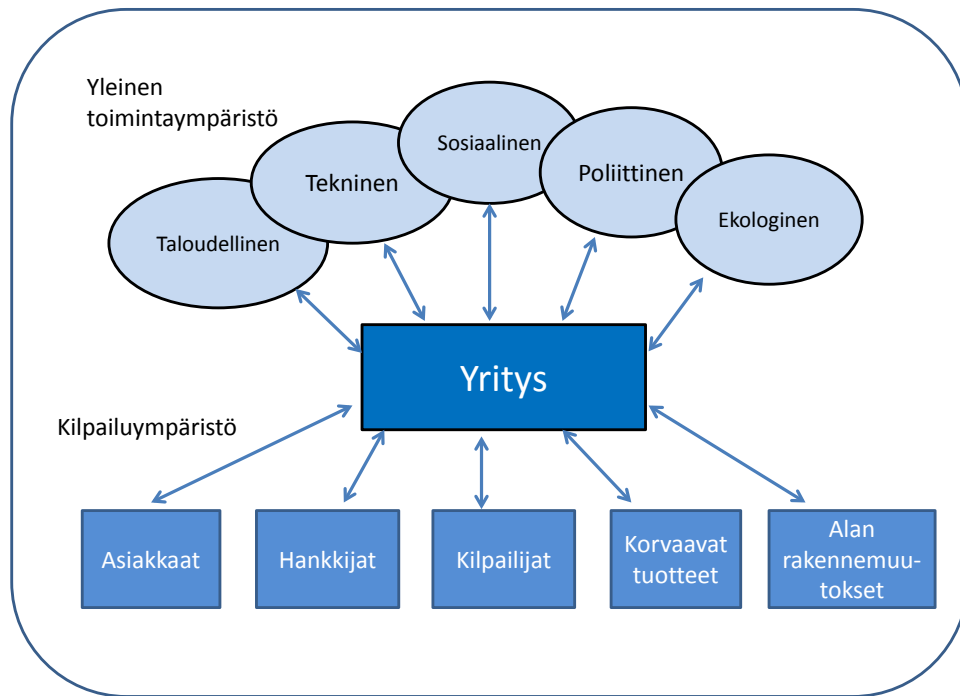 Yleinen
toimintaympäristö
Sosiaalinen
Tekninen
Poliittinen
Taloudellinen
Ekologinen
Yritys
Kilpailuympäristö
Asiakkaat
Hankkijat
Kilpailijat
Korvaavat
tuotteet
Alan
rakennemuu-
tokset